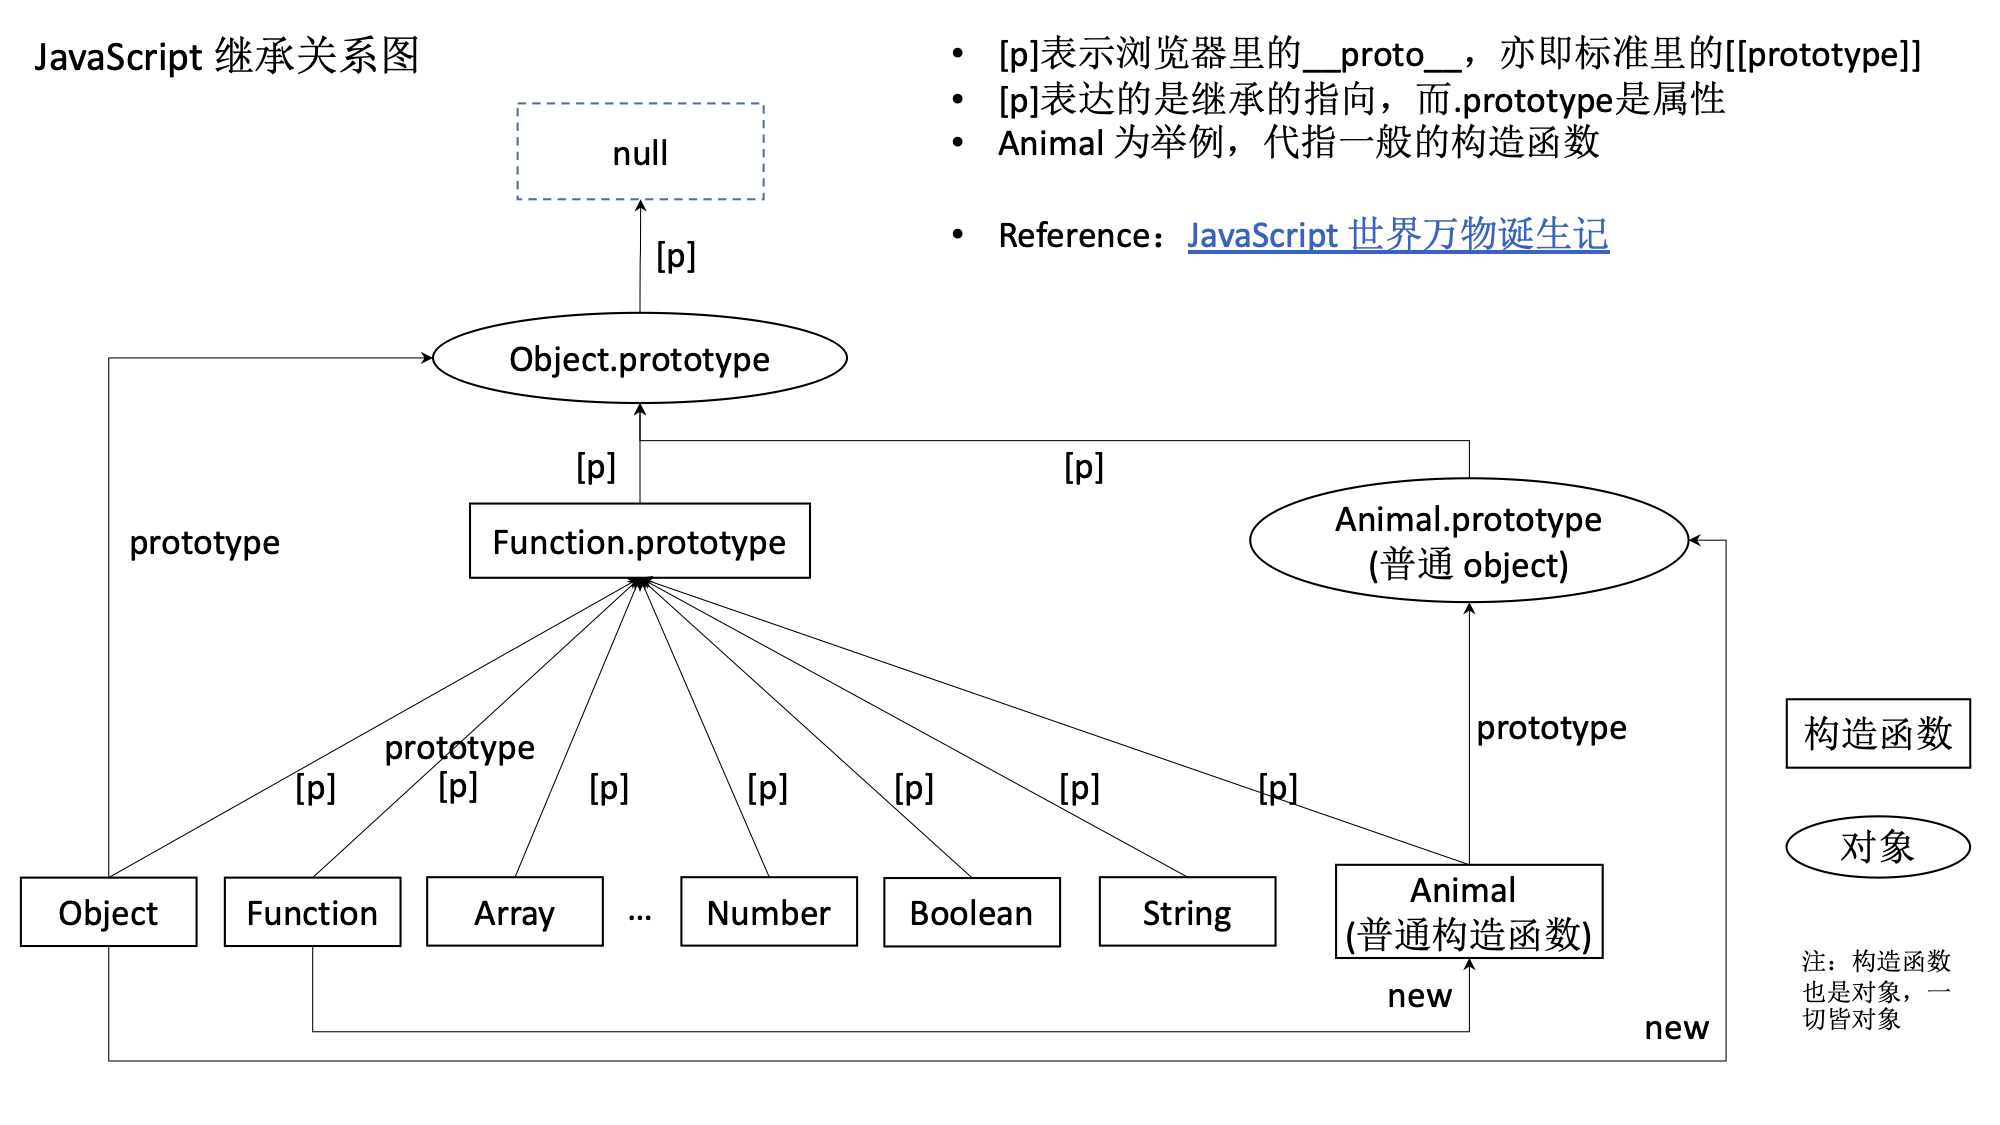 JavaScript 继承关系图
• [p]表示浏览器里的__proto__，亦即标准里的[[prototype]]
• [p]表达的是继承的指向，而.prototype是属性
• Animal 为举例，代指一般的构造函数
• Reference：JavaScript 世界万物诞生记
null
[p]
Object.prototype
[p]
[p]
prototype
Function.prototype
Animal.prototype
(普通 object)
prototype
prototype
[p]
[p]
[p]
[p]
[p]
[p]
[p]
构造函数
对象
Object
Function
Array
...
Number
Boolean
String
Animal
(普通构造函数)
new
new
注：构造函数
也是对象，一
切皆对象